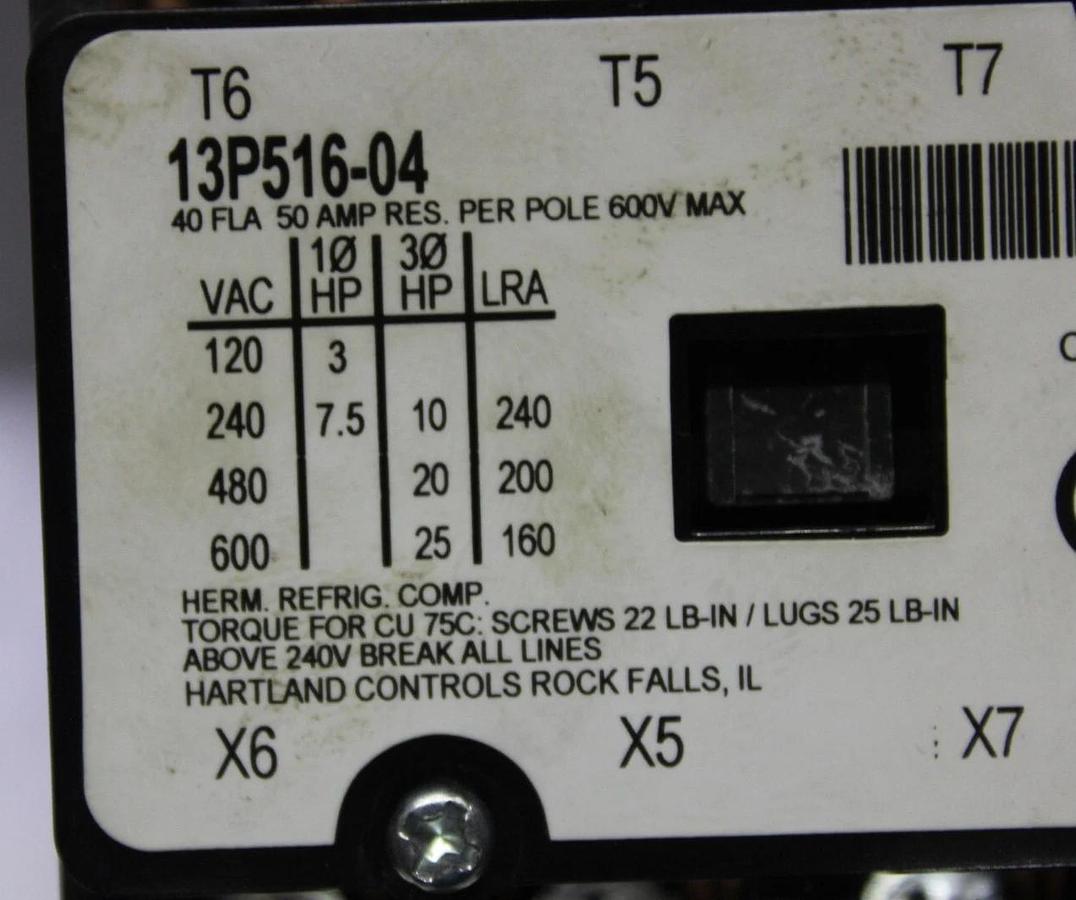 T6 T5 T7
13P516-04
40 FLA 50 AMP RES. PER POLE 600V MAX
1Ø 3Ø
VAC HP HP LRA
120 3
240 7.5 10 240
480 20 200
600 25 160
HERM. REFRIG. COMP.
TORQUE FOR CU 75C: SCREWS 22 LB-IN / LUGS 25 LB-IN
ABOVE 240V BREAK ALL LINES
HARTLAND CONTROLS ROCK FALLS, IL
X6 X5 X7